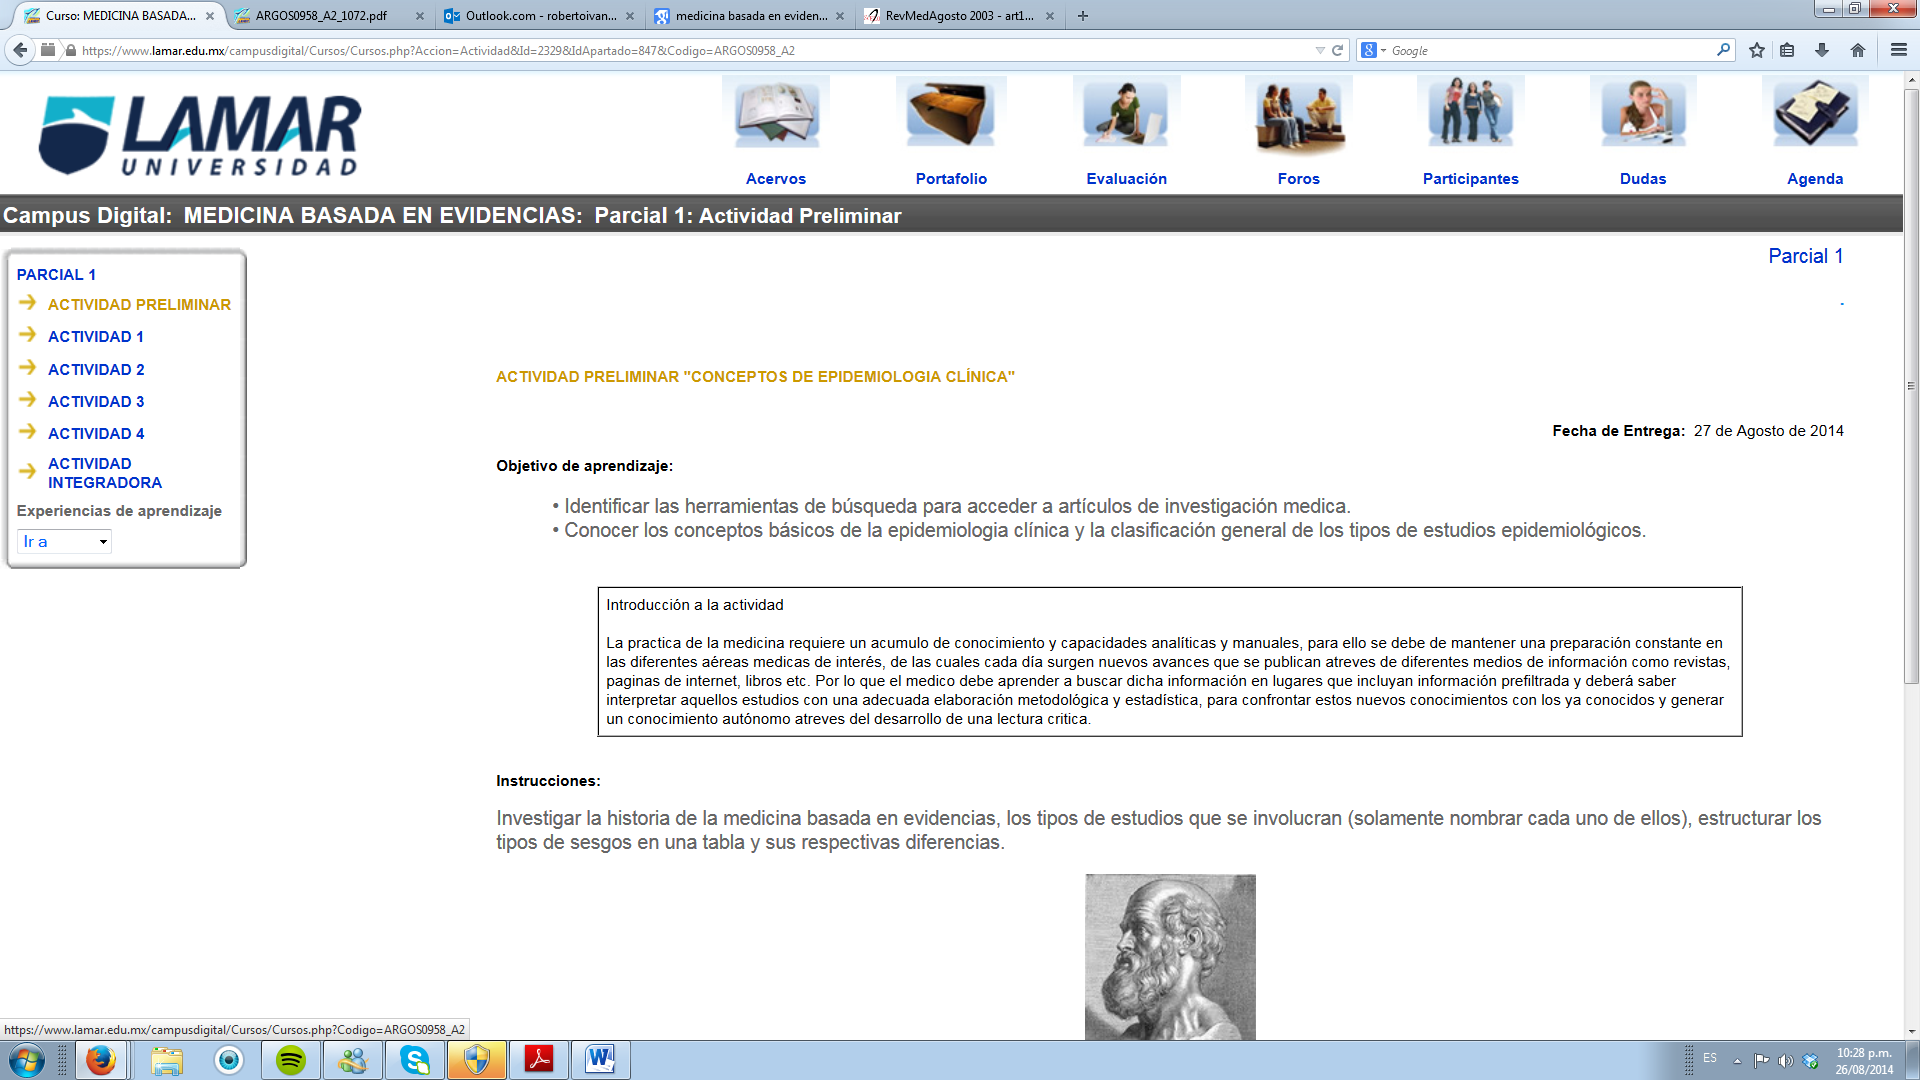 Curso: MEDICINA BASADA...
ARGOS0958_A2_1072.pdf
Outlook.com - robertoivan...
medicina basada en eviden...
RevMedAgosto 2003 - art1...
https://www.lamar.edu.mx/campusdigital/Cursos/Cursos.php?Accion=Actividad&Id=2329&IdApartado=847&Codigo=ARGOS0958_A2
Google
LAMAR
UNIVERSIDAD
Acervos
Portafolio
Evaluación
Foros
Participantes
Dudas
Agenda
Campus Digital: MEDICINA BASADA EN EVIDENCIAS: Parcial 1: Actividad Preliminar
PARCIAL 1
ACTIVIDAD PRELIMINAR
ACTIVIDAD 1
ACTIVIDAD 2
ACTIVIDAD 3
ACTIVIDAD 4
ACTIVIDAD
INTEGRADORA
Experiencias de aprendizaje
Ir a
Parcial 1
.
ACTIVIDAD PRELIMINAR "CONCEPTOS DE EPIDEMIOLOGIA CLÍNICA"
Fecha de Entrega: 27 de Agosto de 2014
Objetivo de aprendizaje:
• Identificar las herramientas de búsqueda para acceder a artículos de investigación medica.
• Conocer los conceptos básicos de la epidemiologia clínica y la clasificación general de los tipos de estudios epidemiológicos.
Introducción a la actividad
La practica de la medicina requiere un acumulo de conocimiento y capacidades analíticas y manuales, para ello se debe de mantener una preparación constante en
las diferentes aéreas medicas de interés, de las cuales cada día surgen nuevos avances que se publican atreves de diferentes medios de información como revistas,
paginas de internet, libros etc. Por lo que el medico debe aprender a buscar dicha información en lugares que incluyan información prefiltrada y deberá saber
interpretar aquellos estudios con una adecuada elaboración metodológica y estadística, para confrontar estos nuevos conocimientos con los ya conocidos y generar
un conocimiento autónomo atreves del desarrollo de una lectura critica.
Instrucciones:
Investigar la historia de la medicina basada en evidencias, los tipos de estudios que se involucran (solamente nombrar cada uno de ellos), estructurar los
tipos de sesgos en una tabla y sus respectivas diferencias.
https://www.lamar.edu.mx/campusdigital/Cursos/Cursos.php?Codigo=ARGOS0958_A2
ES
10:28 p.m.
26/08/2014